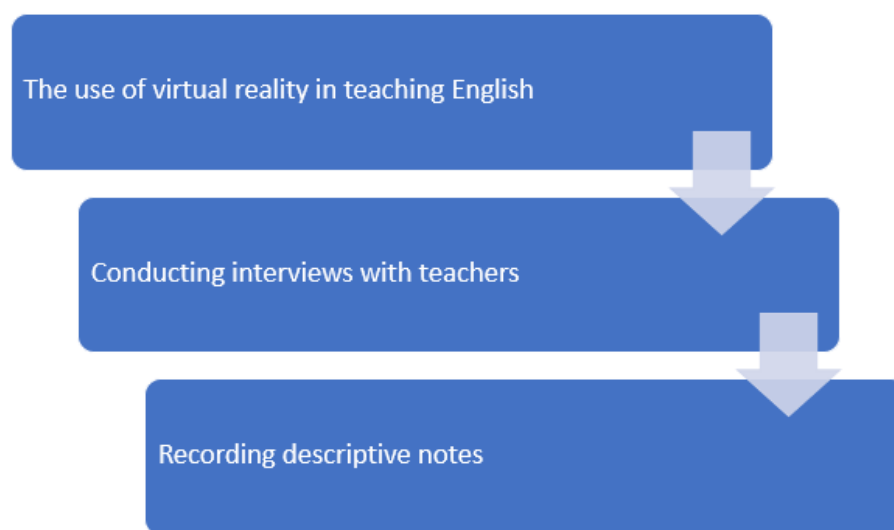 The use of virtual reality in teaching English
Conducting interviews with teachers
Recording descriptive notes